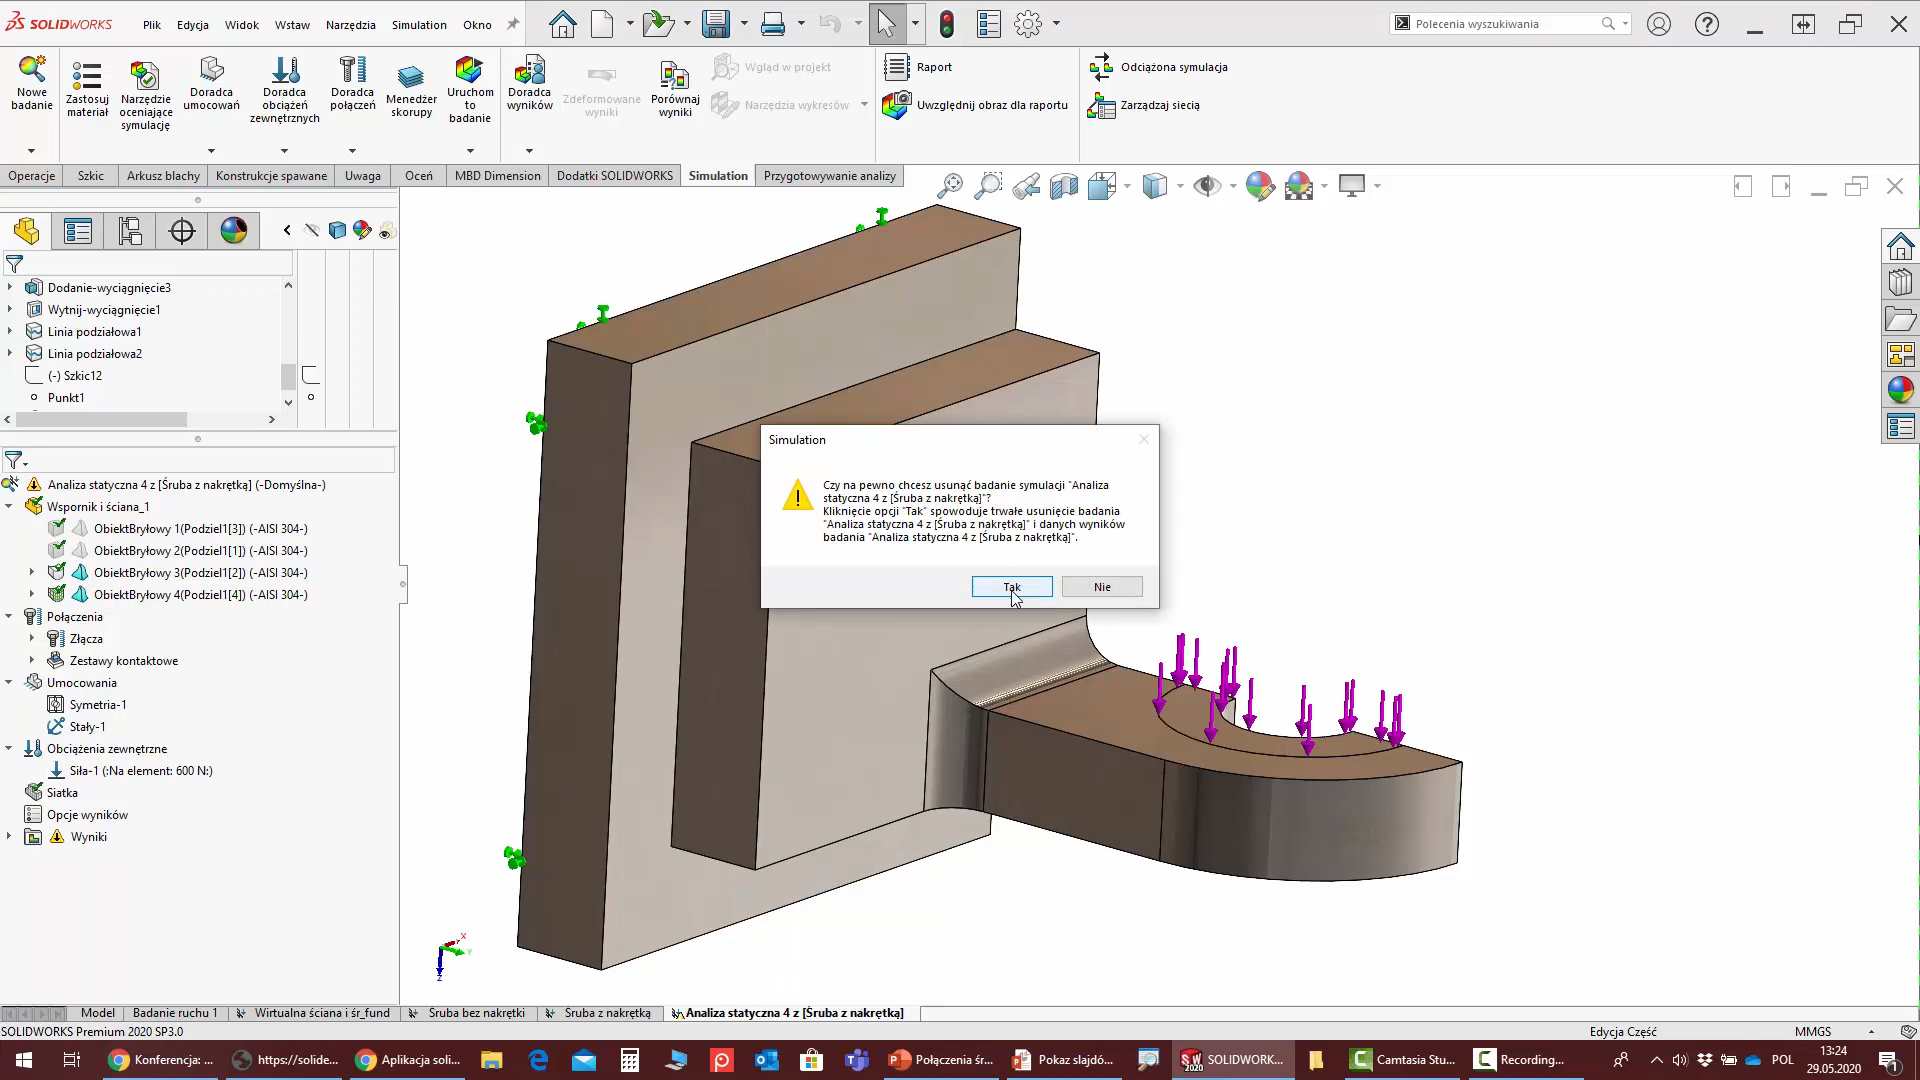 SOLIDWORKS
Plik Edycja Widok Wstaw Narzędzia Simulation Okno
Polecenia wyszukiwania
Nowe badanie
Zastosuj materiał
Narzędzie oceniające symulację
Doradca umocowań
Doradca obciążeń zewnętrznych
Doradca połączeń
Menedżer skorupy
Uruchom to badanie
Doradca wyników
Zdeformowane wyniki
Porównaj wyniki
Wgląd w projekt
Narzędzia wykresów
Raport
Uwzględnij obraz dla raportu
Odciążona symulacja
Zarządzaj siecią
Operacje Szkic Arkusz blachy Konstrukcje spawane Uwaga Oceń MBD Dimension Dodatki SOLIDWORKS Simulation Przygotowywanie analizy
Dodanie-wyciągnięcie3
Wytnij-wyciągnięcie1
Linia podziałowa1
Linia podziałowa2
(-) Szkic12
Punkt1
Analiza statyczna 4 z [Śruba z nakrętką] (-Domyślna-)
Wspornik i ściana_1
ObiektBryłowy 1(Podziel1[3]) (-AISI 304-)
ObiektBryłowy 2(Podziel1[1]) (-AISI 304-)
ObiektBryłowy 3(Podziel1[2]) (-AISI 304-)
ObiektBryłowy 4(Podziel1[4]) (-AISI 304-)
Połączenia
Złącza
Zestawy kontaktowe
Umocowania
Symetria-1
Stały-1
Obciążenia zewnętrzne
Siła-1 (:Na element: 600 N:)
Siatka
Opcje wyników
Wyniki
Simulation
Czy na pewno chcesz usunąć badanie symulacji "Analiza
statyczna 4 z [Śruba z nakrętką]"?
Kliknięcie opcji "Tak" spowoduje trwałe usunięcie badania
"Analiza statyczna 4 z [Śruba z nakrętką]" i danych wyników
badania "Analiza statyczna 4 z [Śruba z nakrętką]".
Tak Nie
X
Y
Z
Model Badanie ruchu 1 Wirtualna ściana i śr_fund Śruba bez nakrętki Śruba z nakrętką Analiza statyczna 4 z [Śruba z nakrętką]
SOLIDWORKS Premium 2020 SP3.0 Edycja Część MMGS
Konferencja: ... https://solide... Aplikacja soli... Połączenia śr... Pokaz slajdó... SOLIDWORK... Camtasia Stu... Recording... POL 13:24
29.05.2020